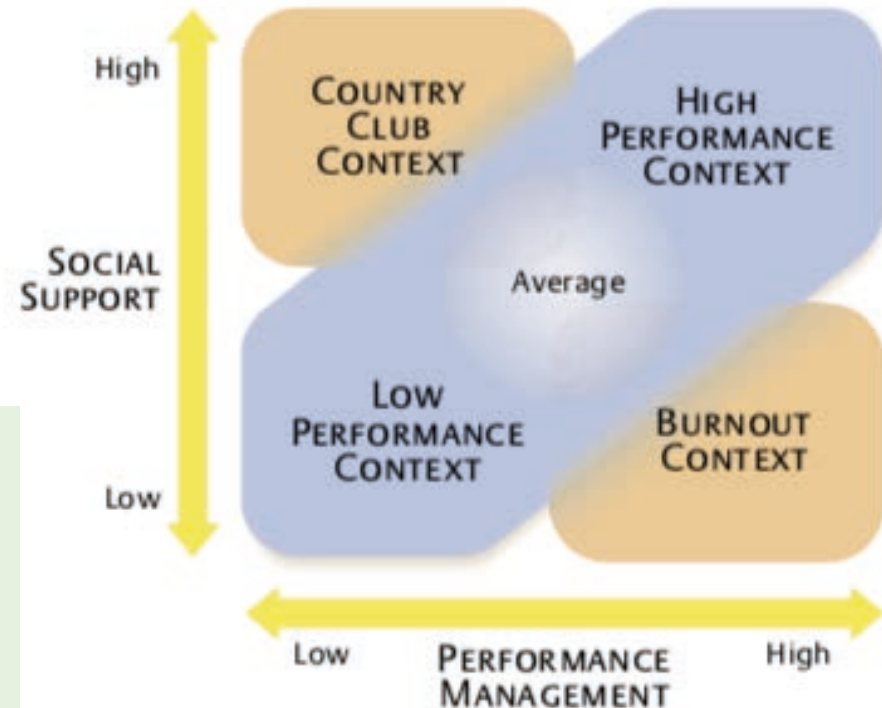 High
COUNTRY
CLUB
CONTEXT
HIGH
PERFORMANCE
CONTEXT
SOCIAL
SUPPORT
Average
LOW
PERFORMANCE
CONTEXT
BURNOUT
CONTEXT
Low
Low
PERFORMANCE
MANAGEMENT
High